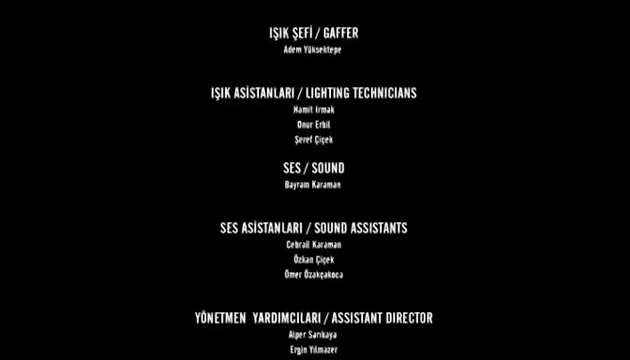 IŞIK ŞEFİ / GAFFER
Adem Yüksektepe
IŞIK ASİSTANLARI / LIGHTING TECHNICIANS
Hamit Irmak
Onur Erbil
Şeref Çiçek
SES / SOUND
Bayram Karaman
SES ASİSTANLARI / SOUND ASSISTANTS
Cebrail Karaman
Özkan Çiçek
Ömer Özakçakoca
YÖNETMEN YARDIMCILARI / ASSISTANT DIRECTOR
Alper Sarıkaya
Ergin Yılmazer